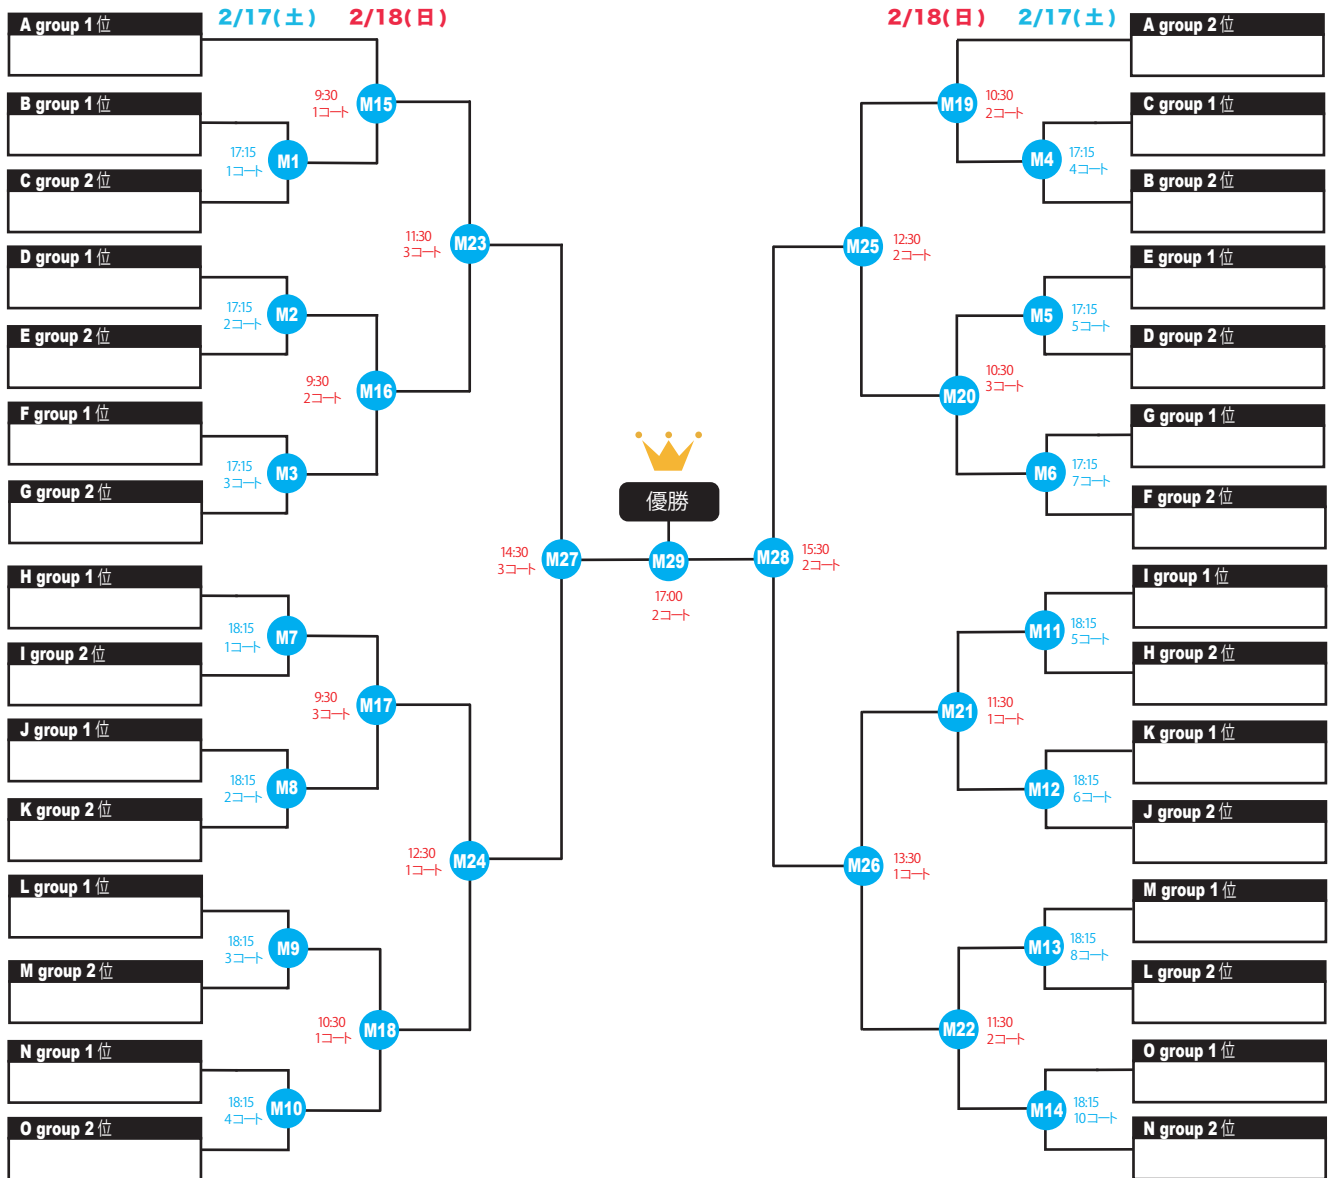 2/17(土) 2/18(日)
A group 1位
B group 1位
C group 2位
D group 1位
E group 2位
F group 1位
G group 2位
H group 1位
I group 2位
J group 1位
K group 2位
L group 1位
M group 2位
N group 1位
O group 2位
M1
17:15
1コート
M2
17:15
2コート
M3
17:15
3コート
M7
18:15
1コート
M8
18:15
2コート
M9
18:15
3コート
M10
18:15
4コート
9:30
1コート
M15
9:30
2コート
M16
9:30
3コート
M17
10:30
1コート
M18
11:30
3コート
M23
12:30
1コート
M24
14:30
3コート
M27
優勝
M29
17:00
2コート
M28
15:30
2コート
2/18(日) 2/17(土)
M25
12:30
2コート
M26
13:30
1コート
M19
10:30
2コート
M20
10:30
3コート
M21
11:30
1コート
M22
11:30
2コート
M4
17:15
4コート
M5
17:15
5コート
M6
17:15
7コート
M11
18:15
5コート
M12
18:15
6コート
M13
18:15
8コート
M14
18:15
10コート
A group 2位
C group 1位
B group 2位
E group 1位
D group 2位
G group 1位
F group 2位
I group 1位
H group 2位
K group 1位
J group 2位
M group 1位
L group 2位
O group 1位
N group 2位